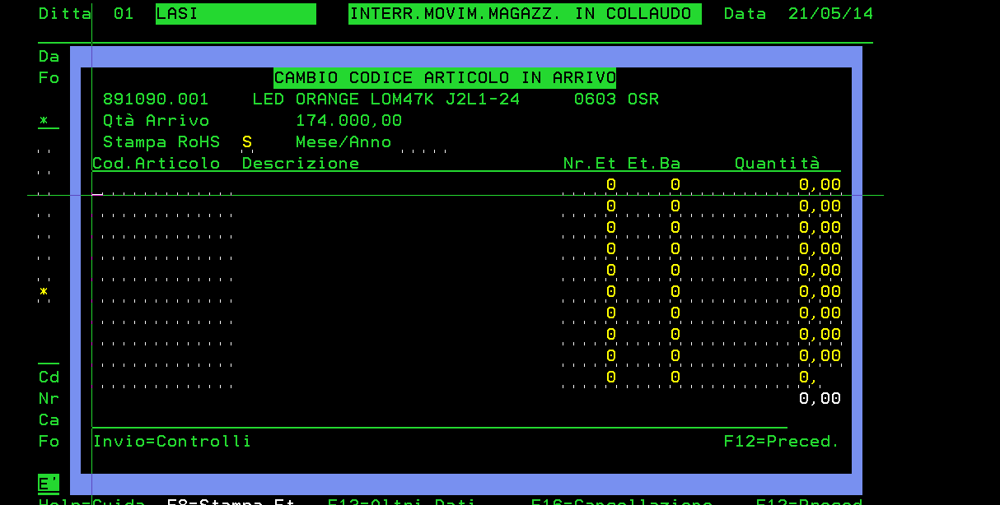 Ditta 01 LASI INTERR.MOVIM.MAGAZZ. IN COLLAUDO Data 21/05/14
Da
Fo CAMBIO CODICE ARTICOLO IN ARRIVO
891090.001 LED ORANGE LOM47K J2L1-24 0603 OSR
* Qtà Arrivo 174.000,00
Stampa RoHS S Mese/Anno
Cod.Articolo Descrizione Nr.Et Et.Ba Quantità
0 0 0,00
0 0 0,00
0 0 0,00
0 0 0,00
0 0 0,00
* 0 0 0,00
0 0 0,00
0 0 0,00
0 0 0,00
Cd 0 0 0,
Nr 0,00
Ca
Fo Invio=Controlli F12=Preced.
E'
Help=Guida F8=Stampa Et. F13=Altri Dati F16=Cancellazione F12=Preced